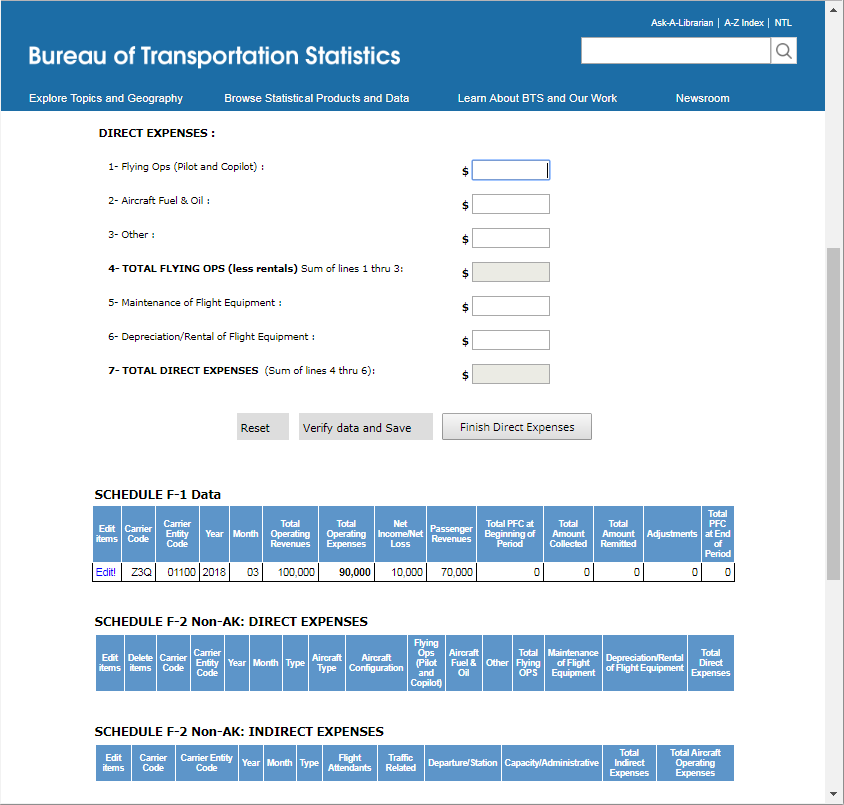 Ask-A-Librarian | A-Z Index | NTL
Bureau of Transportation Statistics
Explore Topics and Geography Browse Statistical Products and Data Learn About BTS and Our Work Newsroom
DIRECT EXPENSES :
1- Flying Ops (Pilot and Copilot) : $
2- Aircraft Fuel & Oil : $
3- Other : $
4- TOTAL FLYING OPS (less rentals) Sum of lines 1 thru 3: $
5- Maintenance of Flight Equipment : $
6- Depreciation/Rental of Flight Equipment : $
7- TOTAL DIRECT EXPENSES (Sum of lines 4 thru 6): $
Reset Verify data and Save Finish Direct Expenses
SCHEDULE F-1 Data
Edit items Carrier Code Carrier Entity Code Year Month Total Operating Revenues Total Operating Expenses Net Income/Net Loss Passenger Revenues Total PFC at Beginning of Period Total Amount Collected Total Amount Remitted Adjustments Total PFC at End of Period
Edit! Z3Q 01100 2018 03 100,000 90,000 10,000 70,000 0 0 0 0 0
SCHEDULE F-2 Non-AK: DIRECT EXPENSES
Edit items Delete items Carrier Code Carrier Entity Code Year Month Type Aircraft Type Aircraft Configuration Flying Ops (Pilot and Copilot) Aircraft Fuel & Oil Other Total Flying OPS Maintenance of Flight Equipment Depreciation/Rental of Flight Equipment Total Direct Expenses
SCHEDULE F-2 Non-AK: INDIRECT EXPENSES
Edit items Carrier Code Carrier Entity Code Year Month Type Flight Attendants Traffic Related Departure/Station Capacity/Administrative Total Indirect Expenses Total Aircraft Operating Expenses